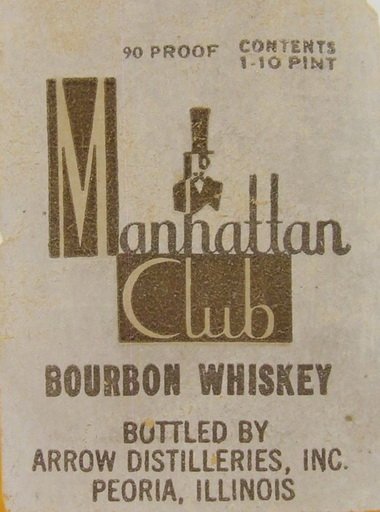 90 PROOF CONTENTS
1-10 PINT
Manhattan
Club
BOURBON WHISKEY
BOTTLED BY
ARROW DISTILLERIES, INC.
PEORIA, ILLINOIS